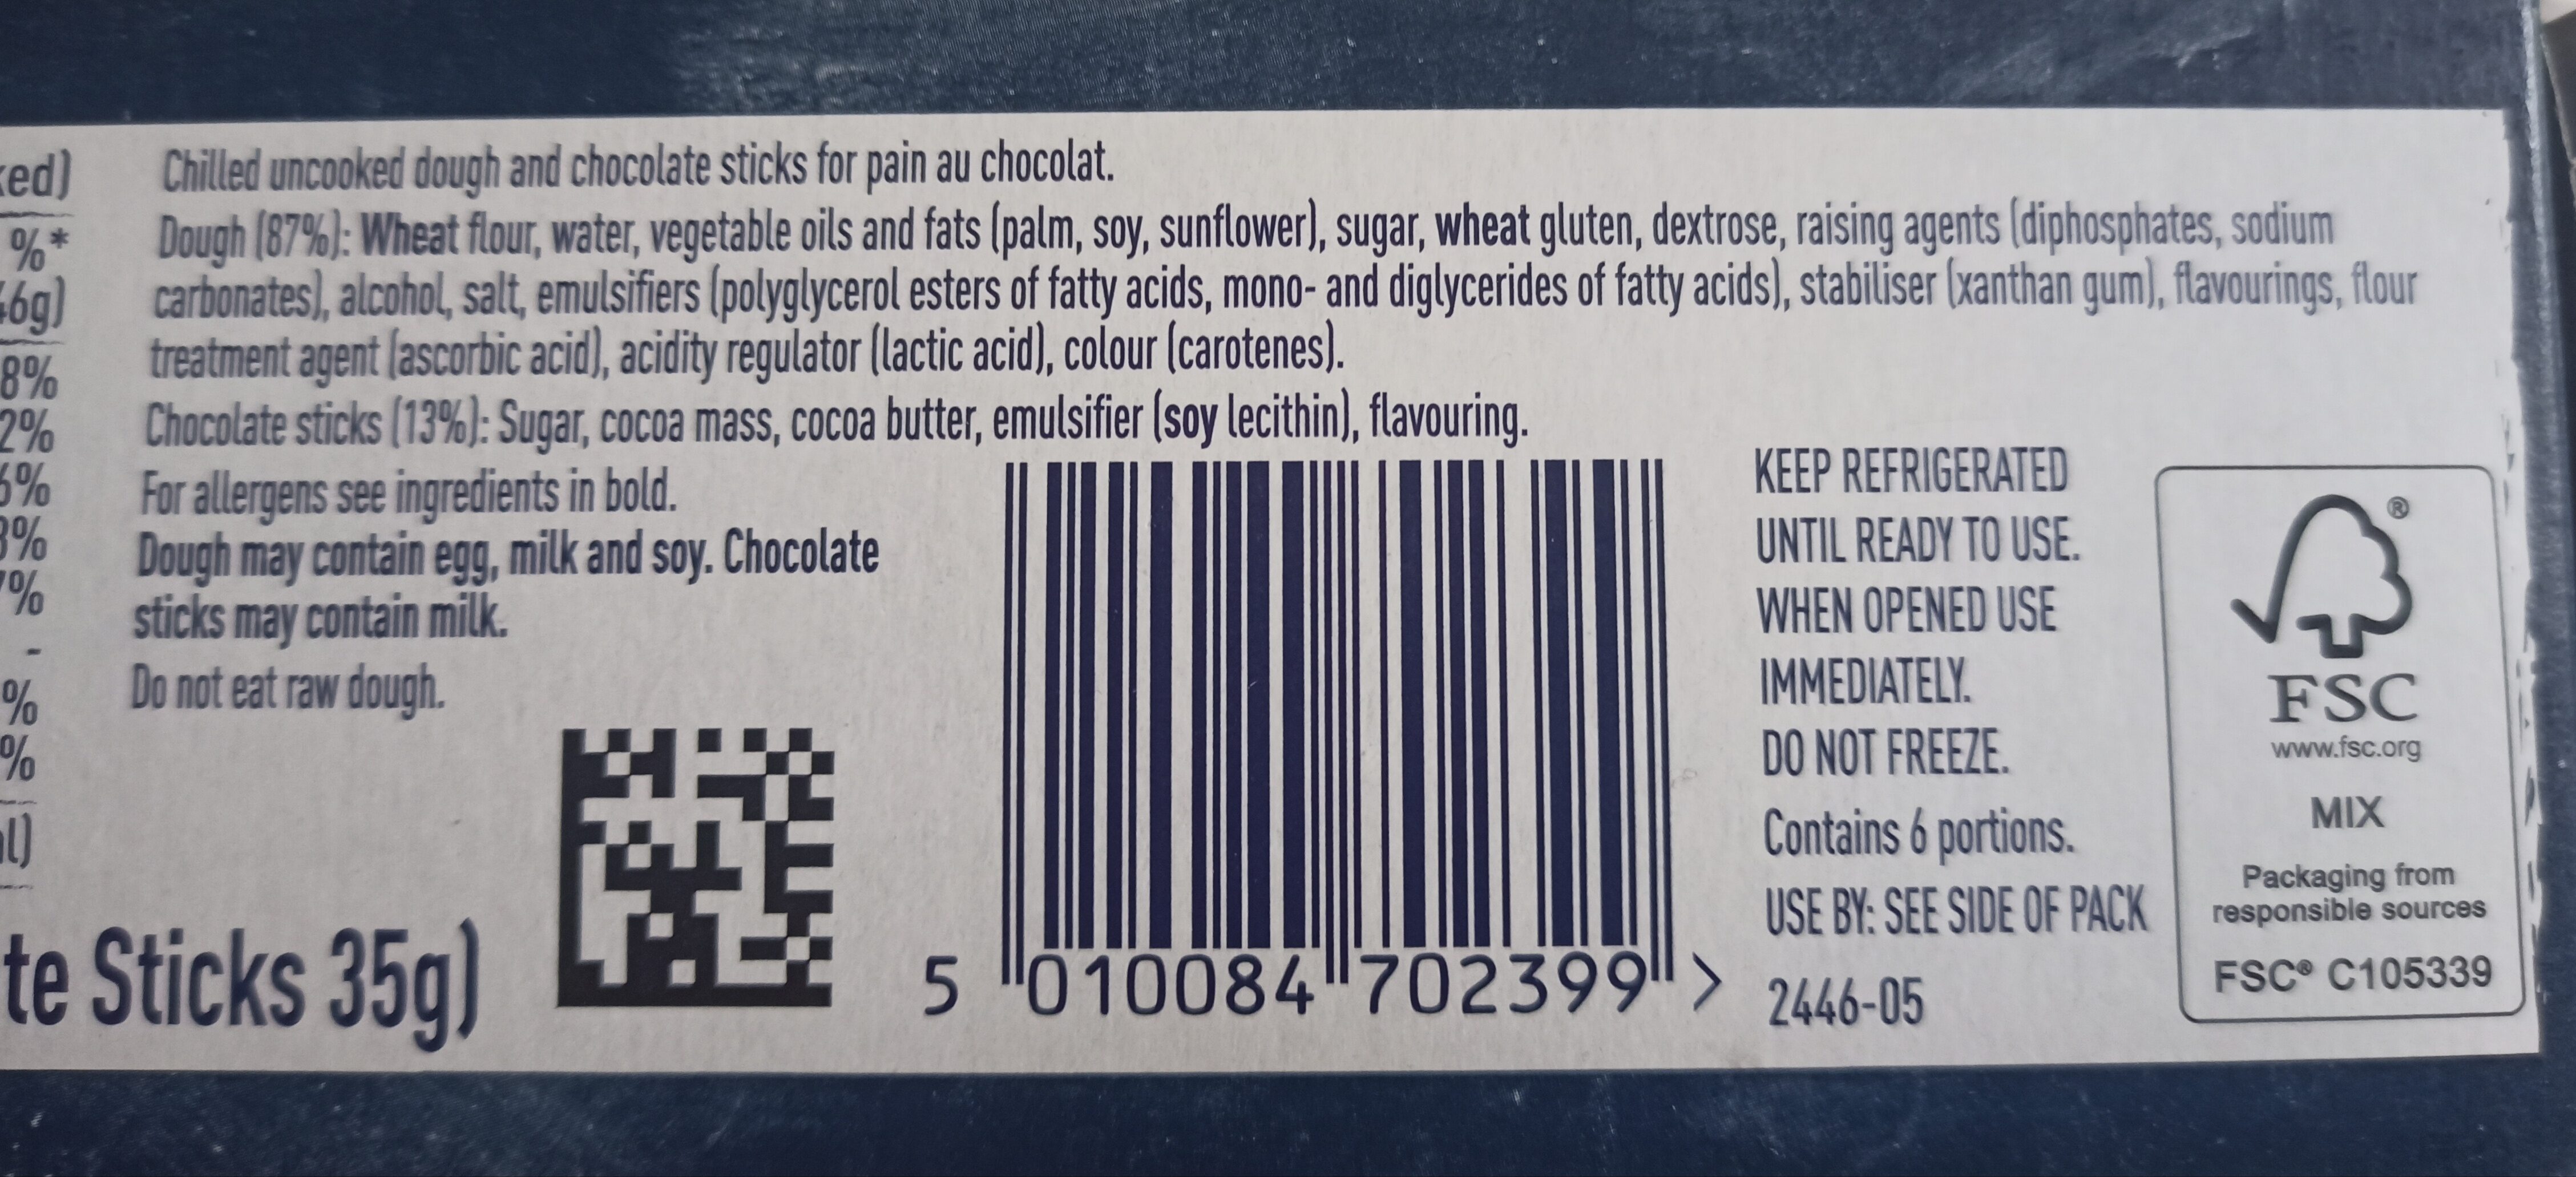 ked)
%*
46g)
8%
2%
6%
3%
7%
-
%
%
al)
te Sticks 35g)
Chilled uncooked dough and chocolate sticks for pain au chocolat.
Dough (87%): Wheat flour, water, vegetable oils and fats (palm, soy, sunflower), sugar, wheat gluten, dextrose, raising agents (diphosphates, sodium
carbonates), alcohol, salt, emulsifiers (polyglycerol esters of fatty acids, mono- and diglycerides of fatty acids), stabiliser (xanthan gum), flavourings, flour
treatment agent (ascorbic acid), acidity regulator (lactic acid), colour (carotenes).
Chocolate sticks (13%): Sugar, cocoa mass, cocoa butter, emulsifier (soy lecithin), flavouring.
For allergens see ingredients in bold.
Dough may contain egg, milk and soy. Chocolate
sticks may contain milk.
Do not eat raw dough.
5 010084 702399 >
KEEP REFRIGERATED
UNTIL READY TO USE.
WHEN OPENED USE
IMMEDIATELY.
DO NOT FREEZE.
Contains 6 portions.
USE BY: SEE SIDE OF PACK
2446-05
®
FSC
www.fsc.org
MIX
Packaging from
responsible sources
FSC® C105339